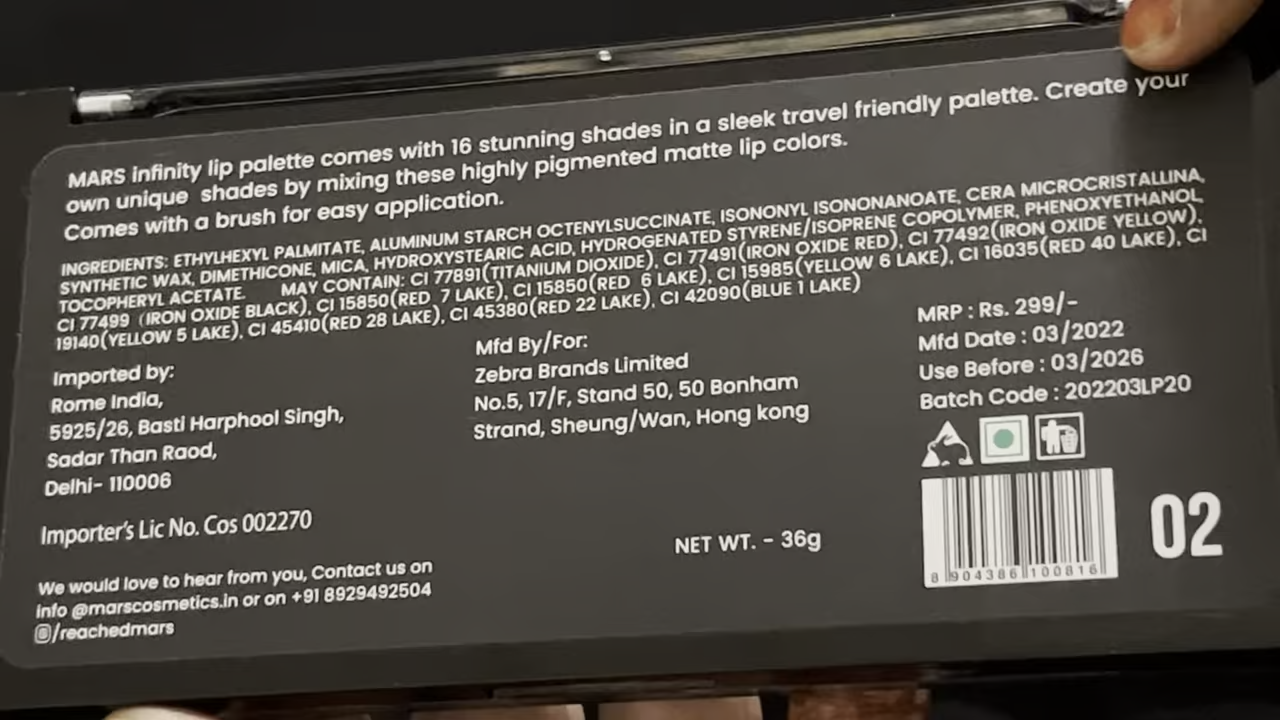 MARS infinity lip palette comes with 16 stunning shades in a sleek travel friendly palette. Create your
own unique shades by mixing these highly pigmented matte lip colors.
Comes with a brush for easy application.
INGREDIENTS: ETHYLHEXYL PALMITATE, ALUMINUM STARCH OCTENYLSUCCINATE, ISONONYL ISONONANOATE, CERA MICROCRISTALLINA,
SYNTHETIC WAX, DIMETHICONE, MICA, HYDROXYSTEARIC ACID, HYDROGENATED STYRENE/ISOPRENE COPOLYMER, PHENOXYETHANOL,
TOCOPHERYL ACETATE. MAY CONTAIN: CI 77891(TITANIUM DIOXIDE), CI 77491(IRON OXIDE RED), CI 77492(IRON OXIDE YELLOW),
CI 77499 (IRON OXIDE BLACK), CI 15850(RED 7 LAKE), CI 15850(RED 6 LAKE), CI 15985(YELLOW 6 LAKE), CI 16035(RED 40 LAKE), CI
19140(YELLOW 5 LAKE), CI 45410(RED 28 LAKE), CI 45380(RED 22 LAKE), CI 42090(BLUE 1 LAKE)
Imported by:
Rome India,
5925/26, Basti Harphool Singh,
Sadar Than Raod,
Delhi- 110006
Importer's Lic No. Cos 002270
We would love to hear from you, Contact us on
info @marscosmetics.in or on +91 8929492504
/reachedmars
Mfd By/For:
Zebra Brands Limited
No.5, 17/F, Stand 50, 50 Bonham
Strand, Sheung/Wan, Hong kong
NET WT. - 36g
MRP : Rs. 299/-
Mfd Date : 03/2022
Use Before : 03/2026
Batch Code : 202203LP20
8 904386 100816
02